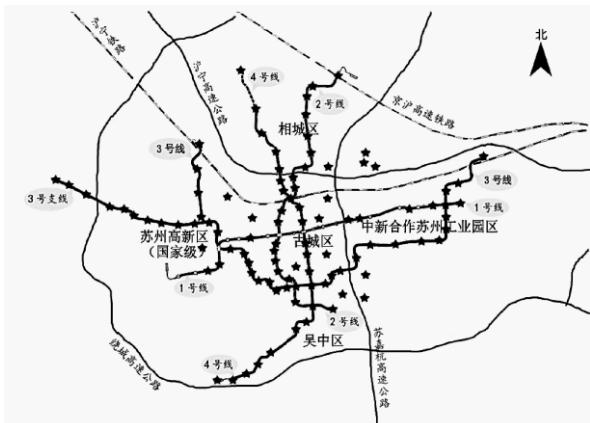 沪宁铁路
沪宁高速公路
4号线
2号线
北
京沪高速铁路
相城区
3号线
3号线
3号支线
1号线
苏州高新区
（国家级）
古城区
中新合作苏州工业园区
1号线
2号线
吴中区
绕城高速公路
4号线
苏嘉杭高速公路